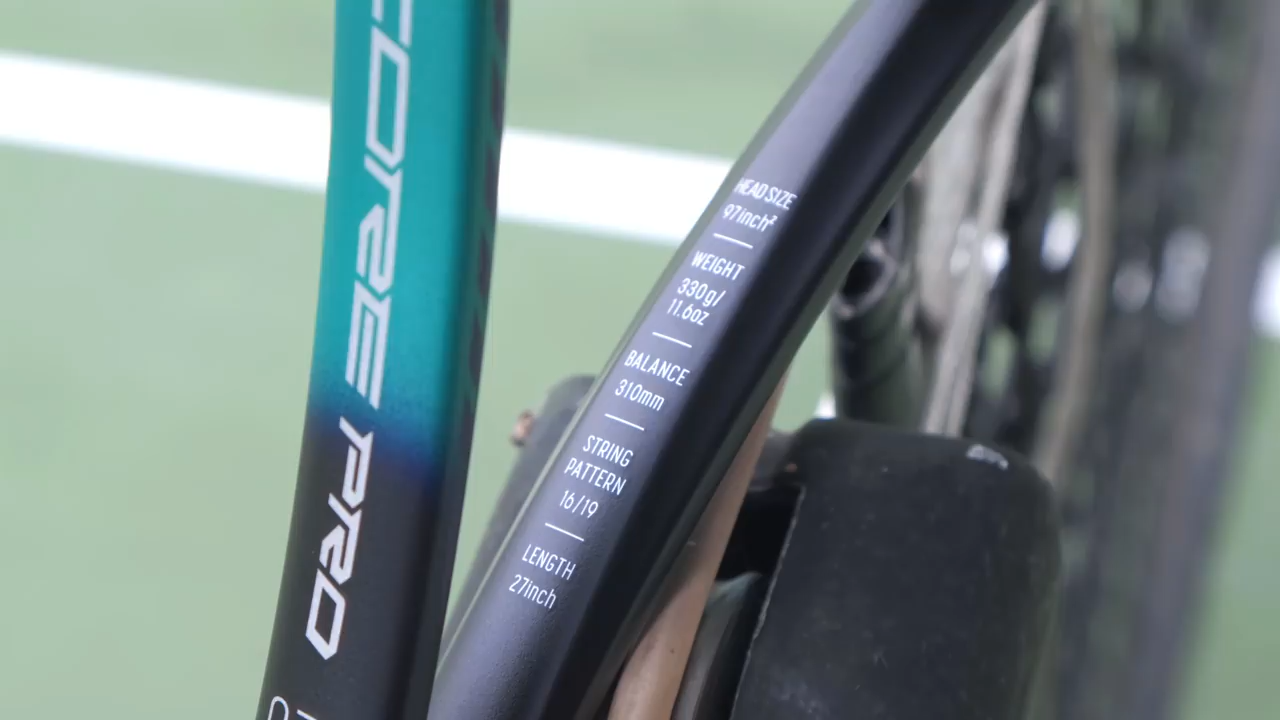 CORE PRO
HEAD SIZE
97inch²
WEIGHT
330g/
11.6oz
BALANCE
310mm
STRING
PATTERN
16/19
LENGTH
27inch